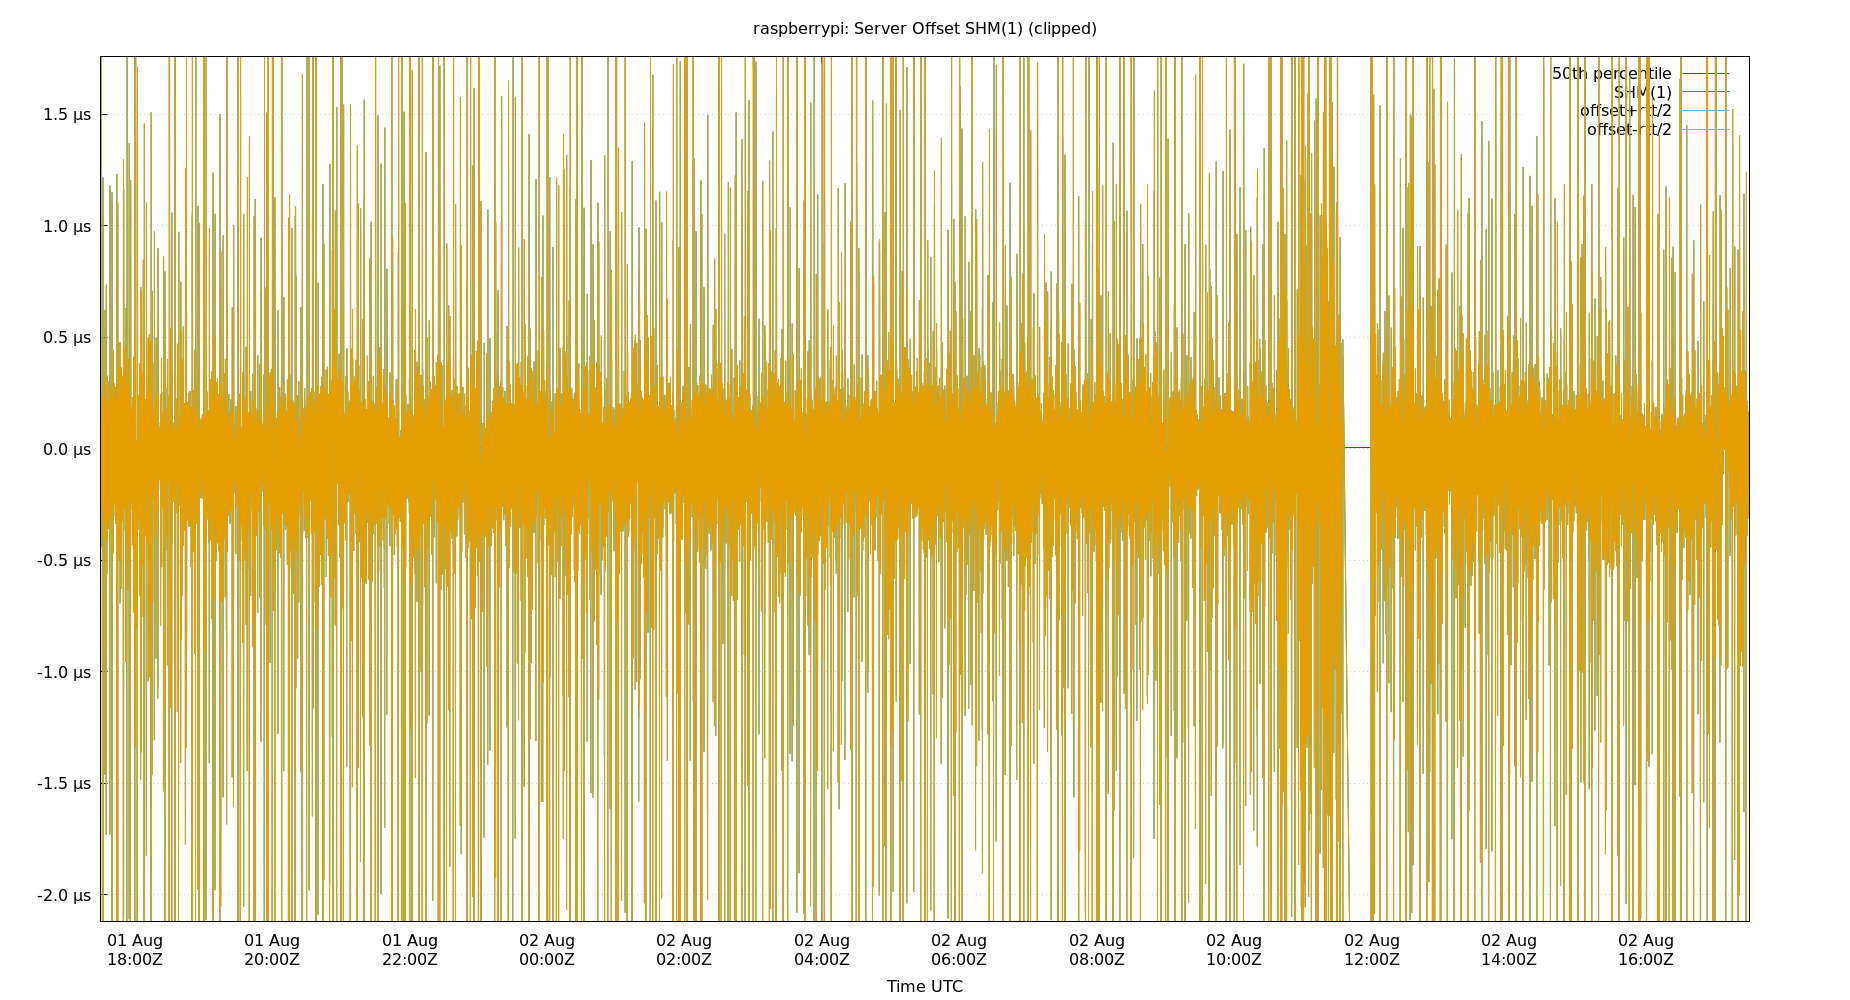 raspberrypi: Server Offset SHM(1) (clipped)
50th percentile
SHM(1)
offset+rtt/2
offset-rtt/2
1.5 µs
1.0 µs
0.5 µs
0.0 µs
-0.5 µs
-1.0 µs
-1.5 µs
-2.0 µs
01 Aug 01 Aug 01 Aug 02 Aug 02 Aug 02 Aug 02 Aug 02 Aug 02 Aug 02 Aug 02 Aug 02 Aug
18:00Z 20:00Z 22:00Z 00:00Z 02:00Z 04:00Z 06:00Z 08:00Z 10:00Z 12:00Z 14:00Z 16:00Z
Time UTC